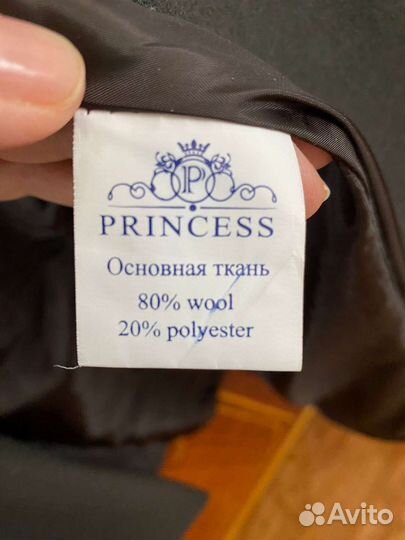 P
PRINCESS
Основная ткань
80% wool
20% polyester
Avito